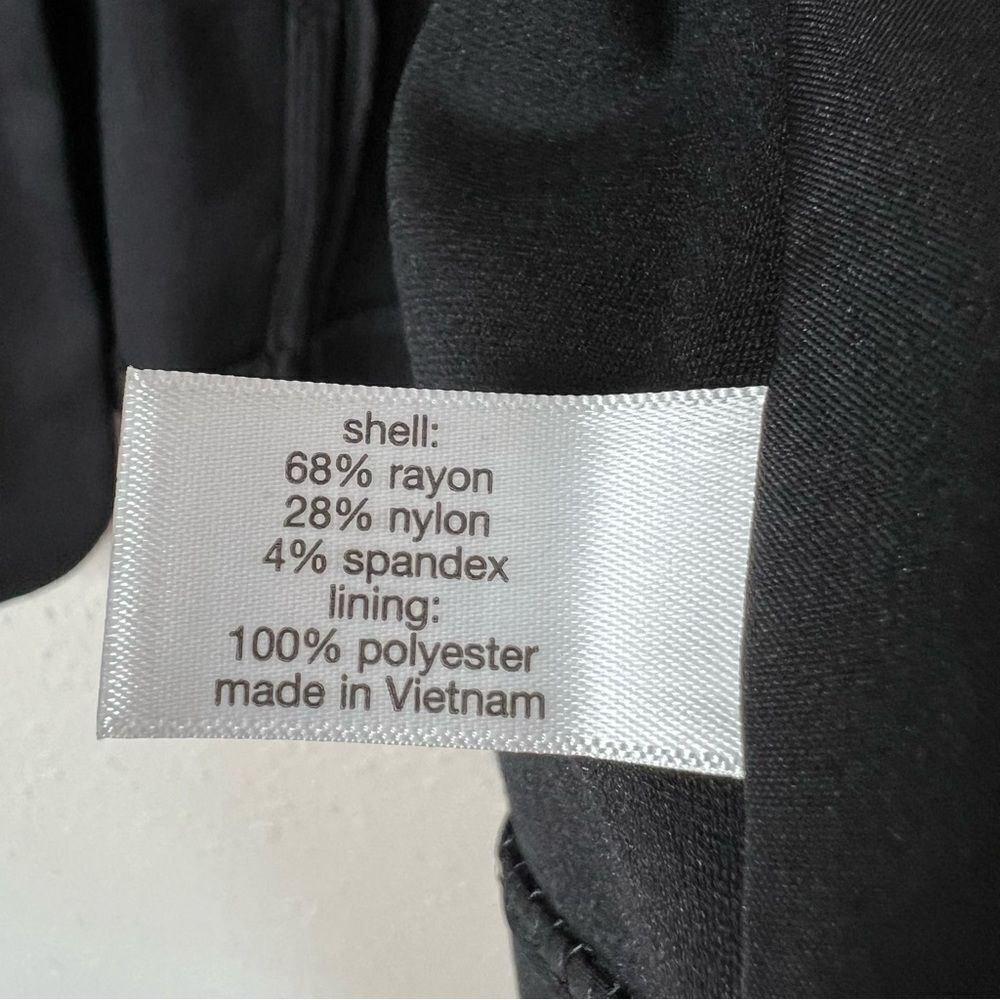 shell:
68% rayon
28% nylon
4% spandex
lining:
100% polyester
made in Vietnam